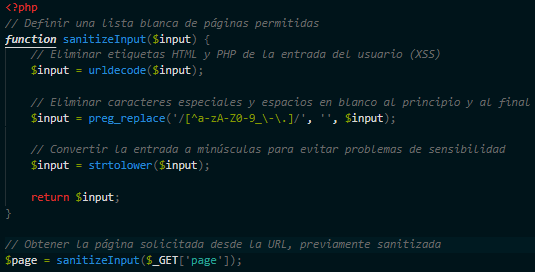 <?php
// Definir una lista blanca de páginas permitidas
function sanitizeInput($input) {
    // Eliminar etiquetas HTML y PHP de la entrada del usuario (XSS)
    $input = urldecode($input);

    // Eliminar caracteres especiales y espacios en blanco al principio y al final
    $input = preg_replace('/[^a-zA-Z0-9_\-\.]/', '', $input);

    // Convertir la entrada a minúsculas para evitar problemas de sensibilidad
    $input = strtolower($input);

    return $input;
}

// Obtener la página solicitada desde la URL, previamente sanitizada
$page = sanitizeInput($_GET['page']);